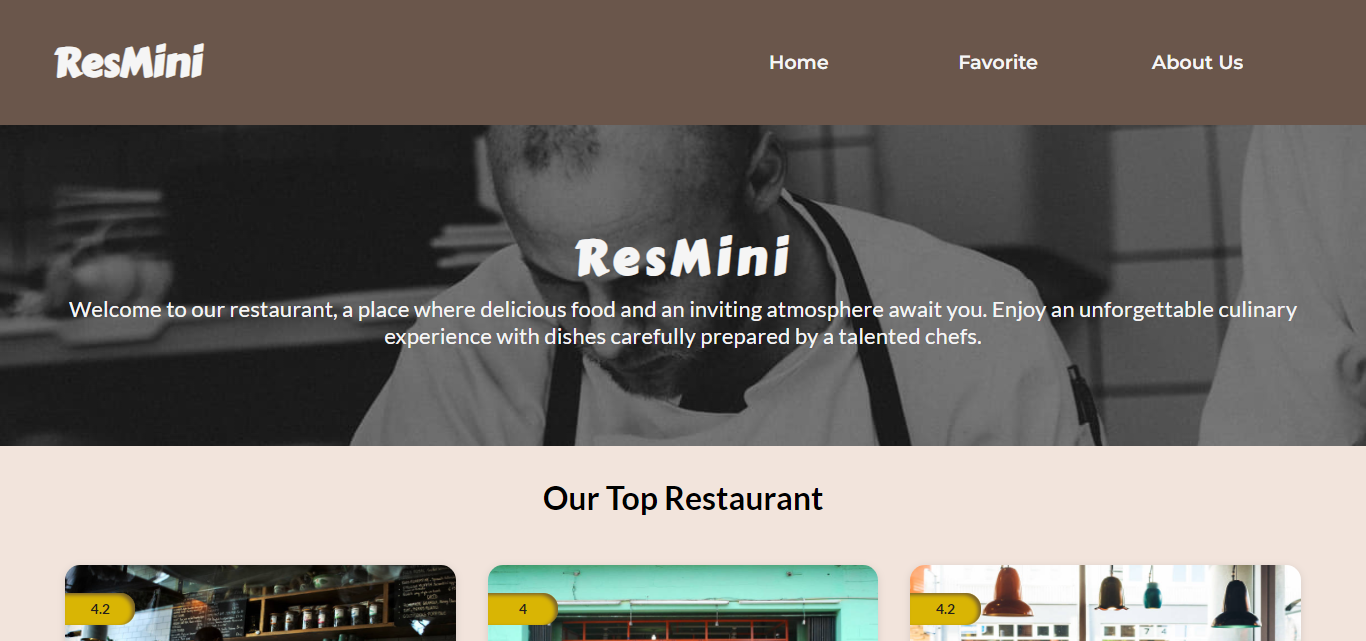 ResMini
Home Favorite About Us
ResMini
Welcome to our restaurant, a place where delicious food and an inviting atmosphere await you. Enjoy an unforgettable culinary
experience with dishes carefully prepared by a talented chefs.
Our Top Restaurant
4.2 4 4.2